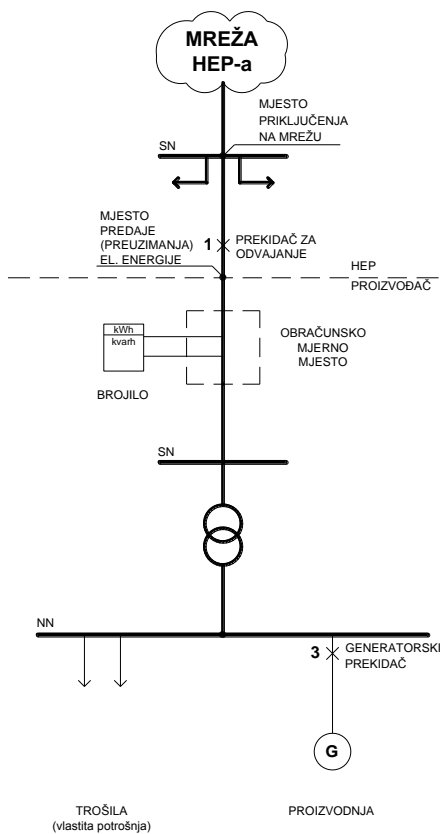 MREŽA
HEP-a
MJESTO
PRIKLJUČENJA
NA MREŽU
SN
MJESTO
PREDAJE
(PREUZIMANJA)
EL. ENERGIJE
1
PREKIDAČ ZA
ODVAJANJE
HEP
PROIZVOĐAČ
kWh
kvarh
BROJILO
OBRAČUNSKO
MJERNO
MJESTO
SN
NN
3
GENERATORSKI
PREKIDAČ
G
TROŠILA
(vlastita potrošnja)
PROIZVODNJA